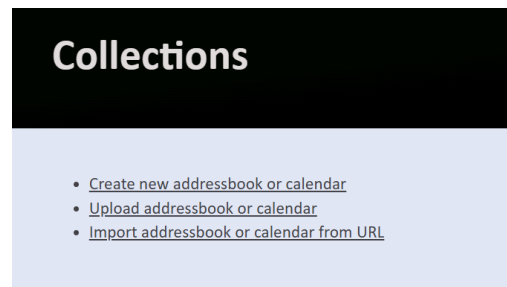 Collections
Create new addressbook or calendar
Upload addressbook or calendar
Import addressbook or calendar from URL